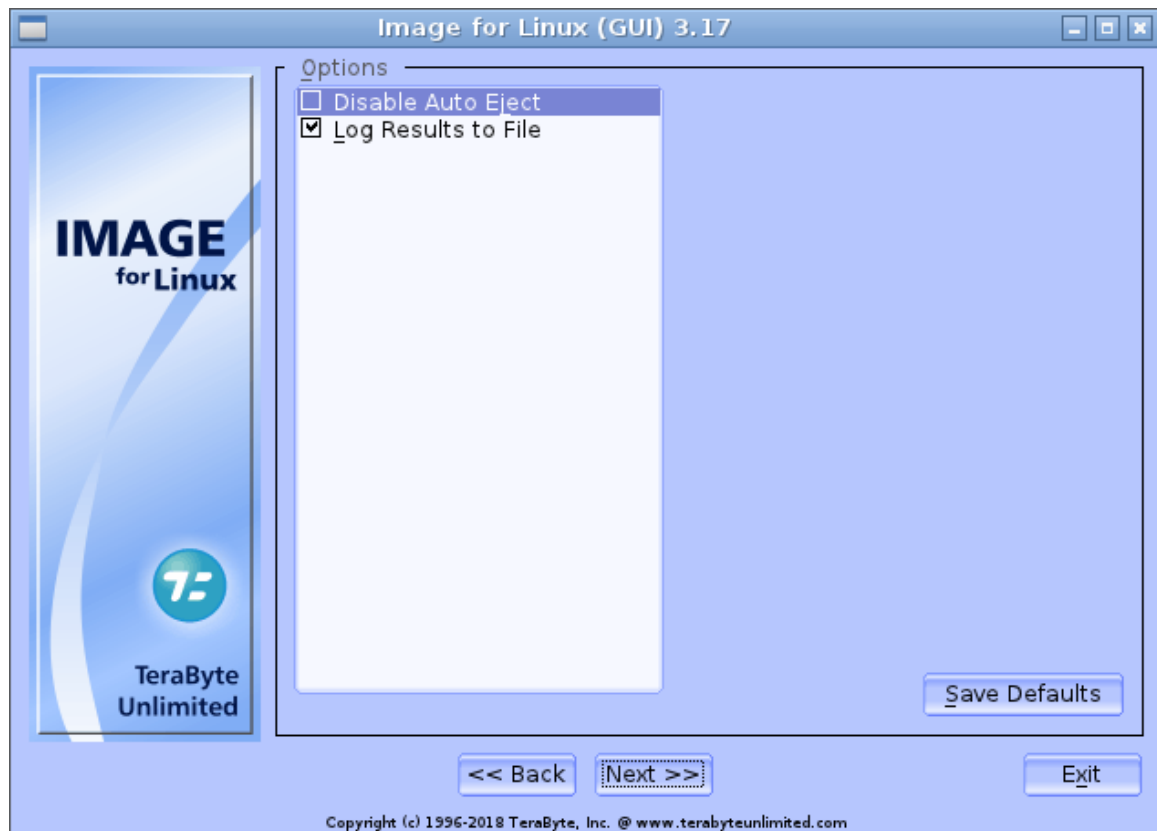 Image for Linux (GUI) 3.17
Options
Disable Auto Eject
Log Results to File
IMAGE
for Linux
TeraByte
Unlimited
Save Defaults
<< Back
Next >>
Exit
Copyright (c) 1996-2018 TeraByte, Inc. @ www.terabyteunlimited.com